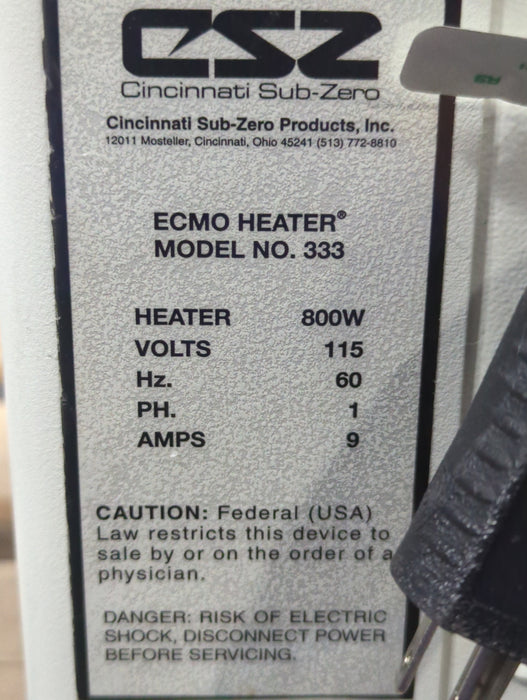 CSZ
Cincinnati Sub-Zero
Cincinnati Sub-Zero Products, Inc.
12011 Mosteller, Cincinnati, Ohio 45241 (513) 772-8810
ECMO HEATER®
MODEL NO. 333
HEATER 800W
VOLTS 115
Hz. 60
PH. 1
AMPS 9
CAUTION: Federal (USA)
Law restricts this device to
sale by or on the order of a
physician.
DANGER: RISK OF ELECTRIC
SHOCK, DISCONNECT POWER
BEFORE SERVICING.